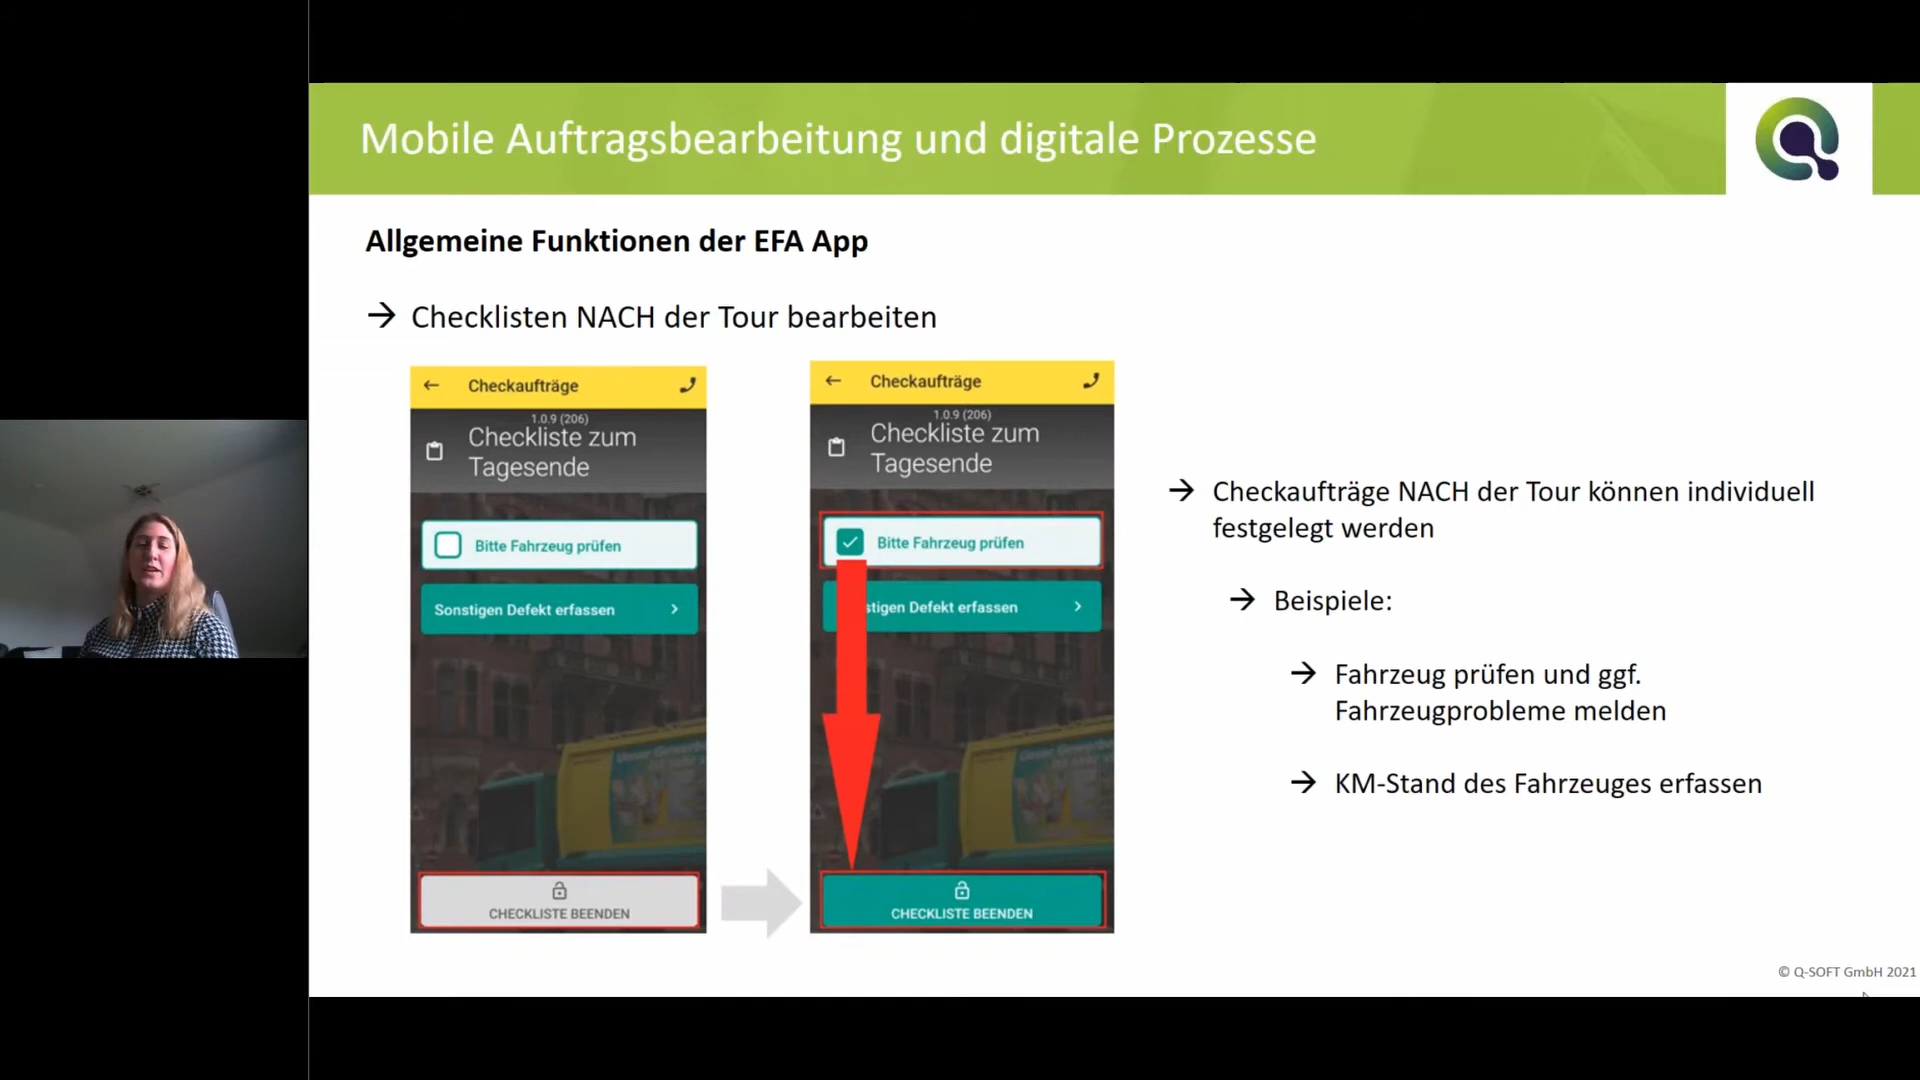 Mobile Auftragsbearbeitung und digitale Prozesse
Allgemeine Funktionen der EFA App
→ Checklisten NACH der Tour bearbeiten
← Checkaufträge
1.0.9 (206)
Checkliste zum
Tagesende
Bitte Fahrzeug prüfen
Sonstigen Defekt erfassen >
CHECKLISTE BEENDEN
← Checkaufträge
1.0.9 (206)
Checkliste zum
Tagesende
Bitte Fahrzeug prüfen
stigen Defekt erfassen >
CHECKLISTE BEENDEN
→ Checkaufträge NACH der Tour können individuell
festgelegt werden
→ Beispiele:
→ Fahrzeug prüfen und ggf.
Fahrzeugprobleme melden
→ KM-Stand des Fahrzeuges erfassen
© Q-SOFT GmbH 2021